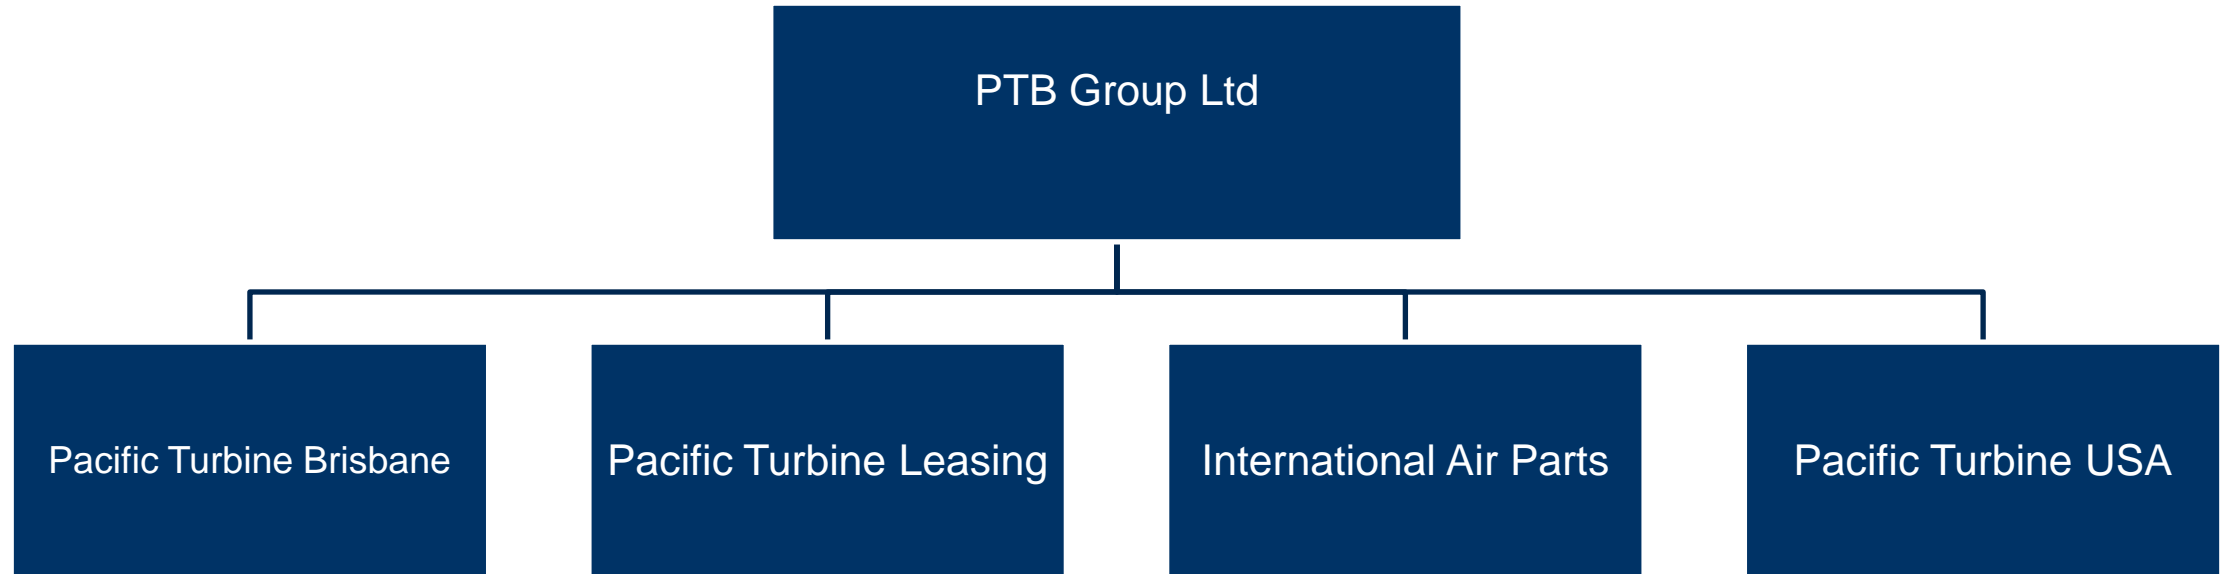 PTB Group Ltd
Pacific Turbine Brisbane
Pacific Turbine Leasing
International Air Parts
Pacific Turbine USA